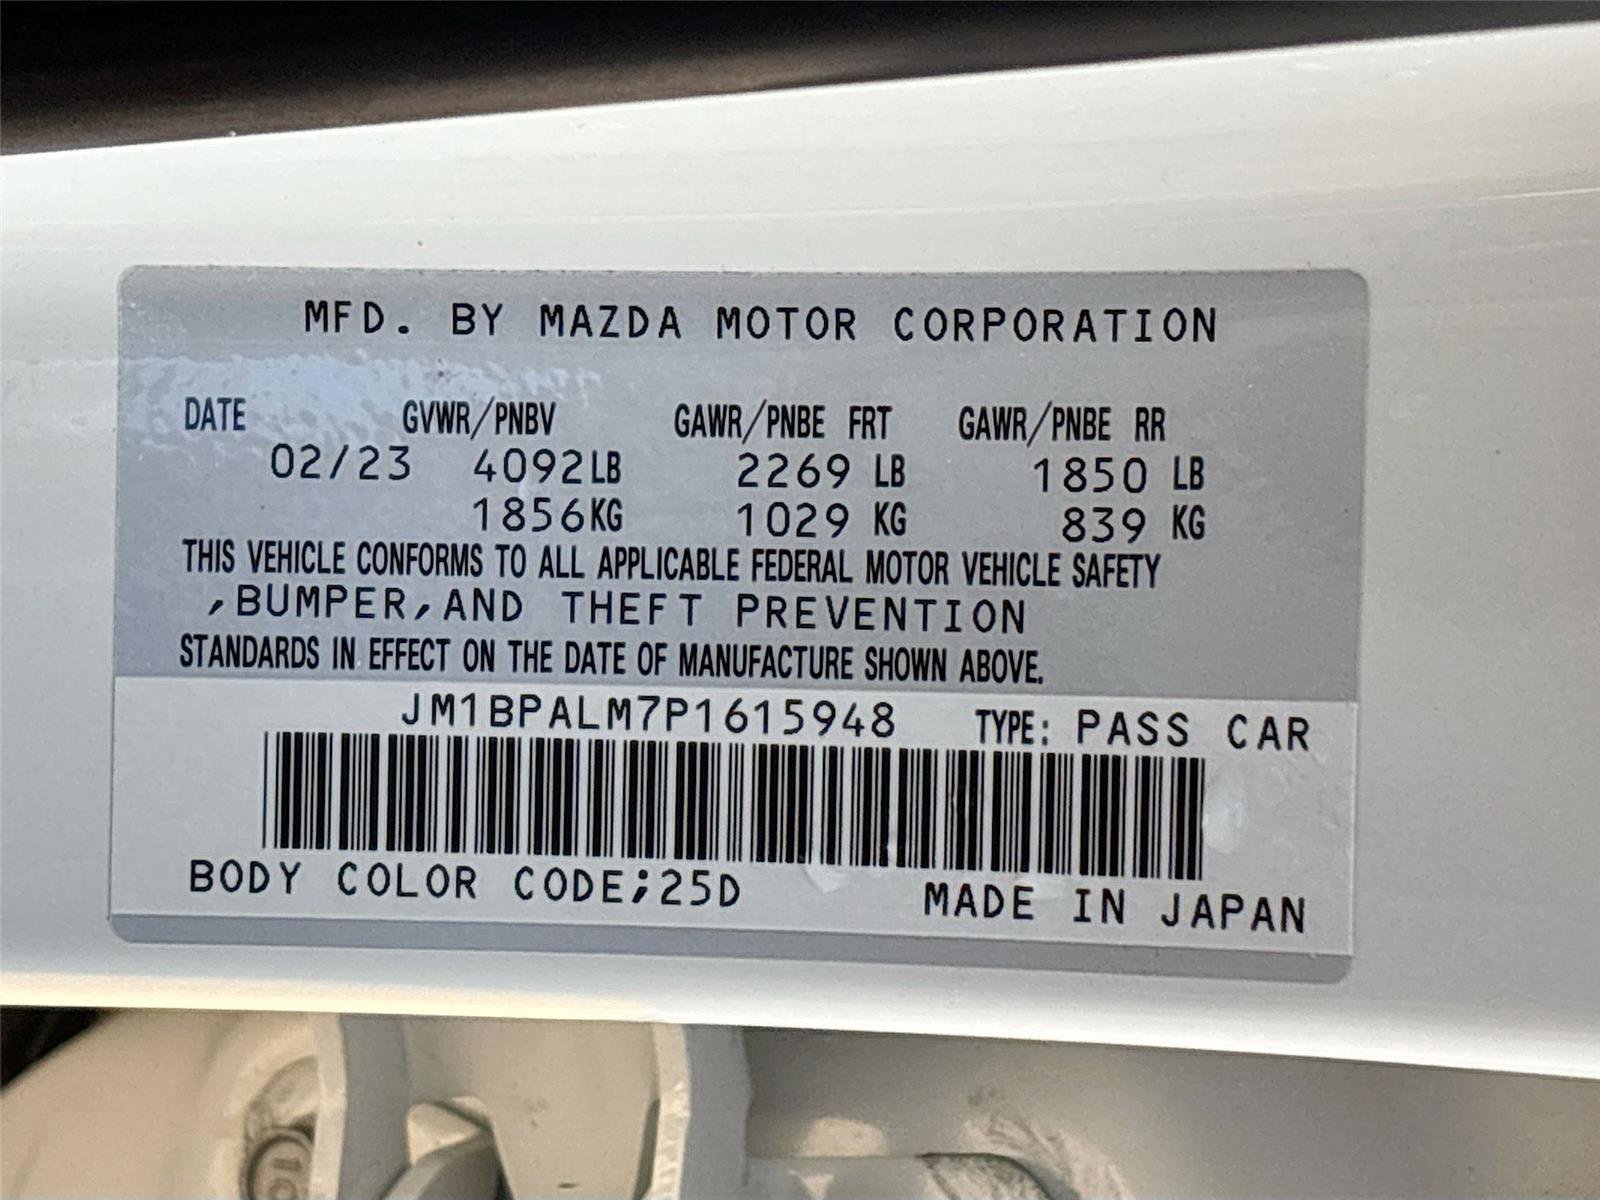 MFD. BY MAZDA MOTOR CORPORATION
DATE GVWR/PNBV GAWR/PNBE FRT GAWR/PNBE RR
02/23 4092LB 2269 LB 1850 LB
1856KG 1029 KG 839 KG
THIS VEHICLE CONFORMS TO ALL APPLICABLE FEDERAL MOTOR VEHICLE SAFETY
,BUMPER,AND THEFT PREVENTION
STANDARDS IN EFFECT ON THE DATE OF MANUFACTURE SHOWN ABOVE.
JM1BPALM7P1615948 TYPE: PASS CAR
BODY COLOR CODE;25D MADE IN JAPAN